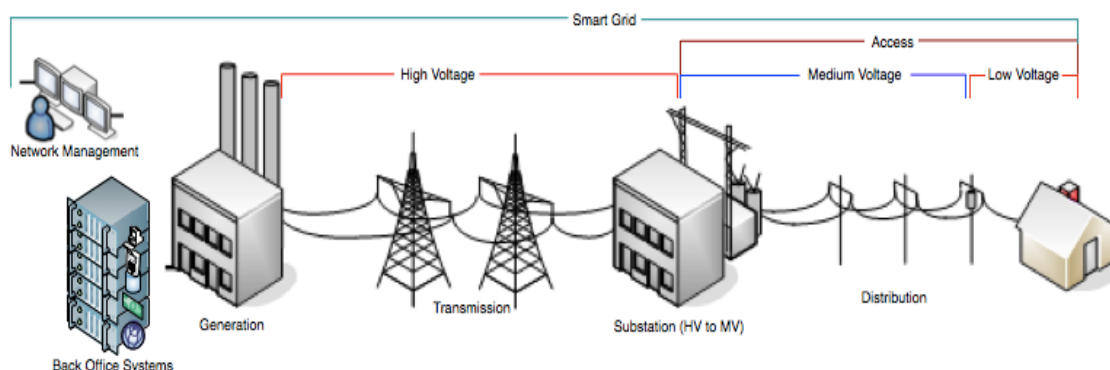 Smart Grid
Access
High Voltage
Medium Voltage
Low Voltage
Network Management
Transmission
Distribution
Generation
Substation (HV to MV)
Back Office Systems